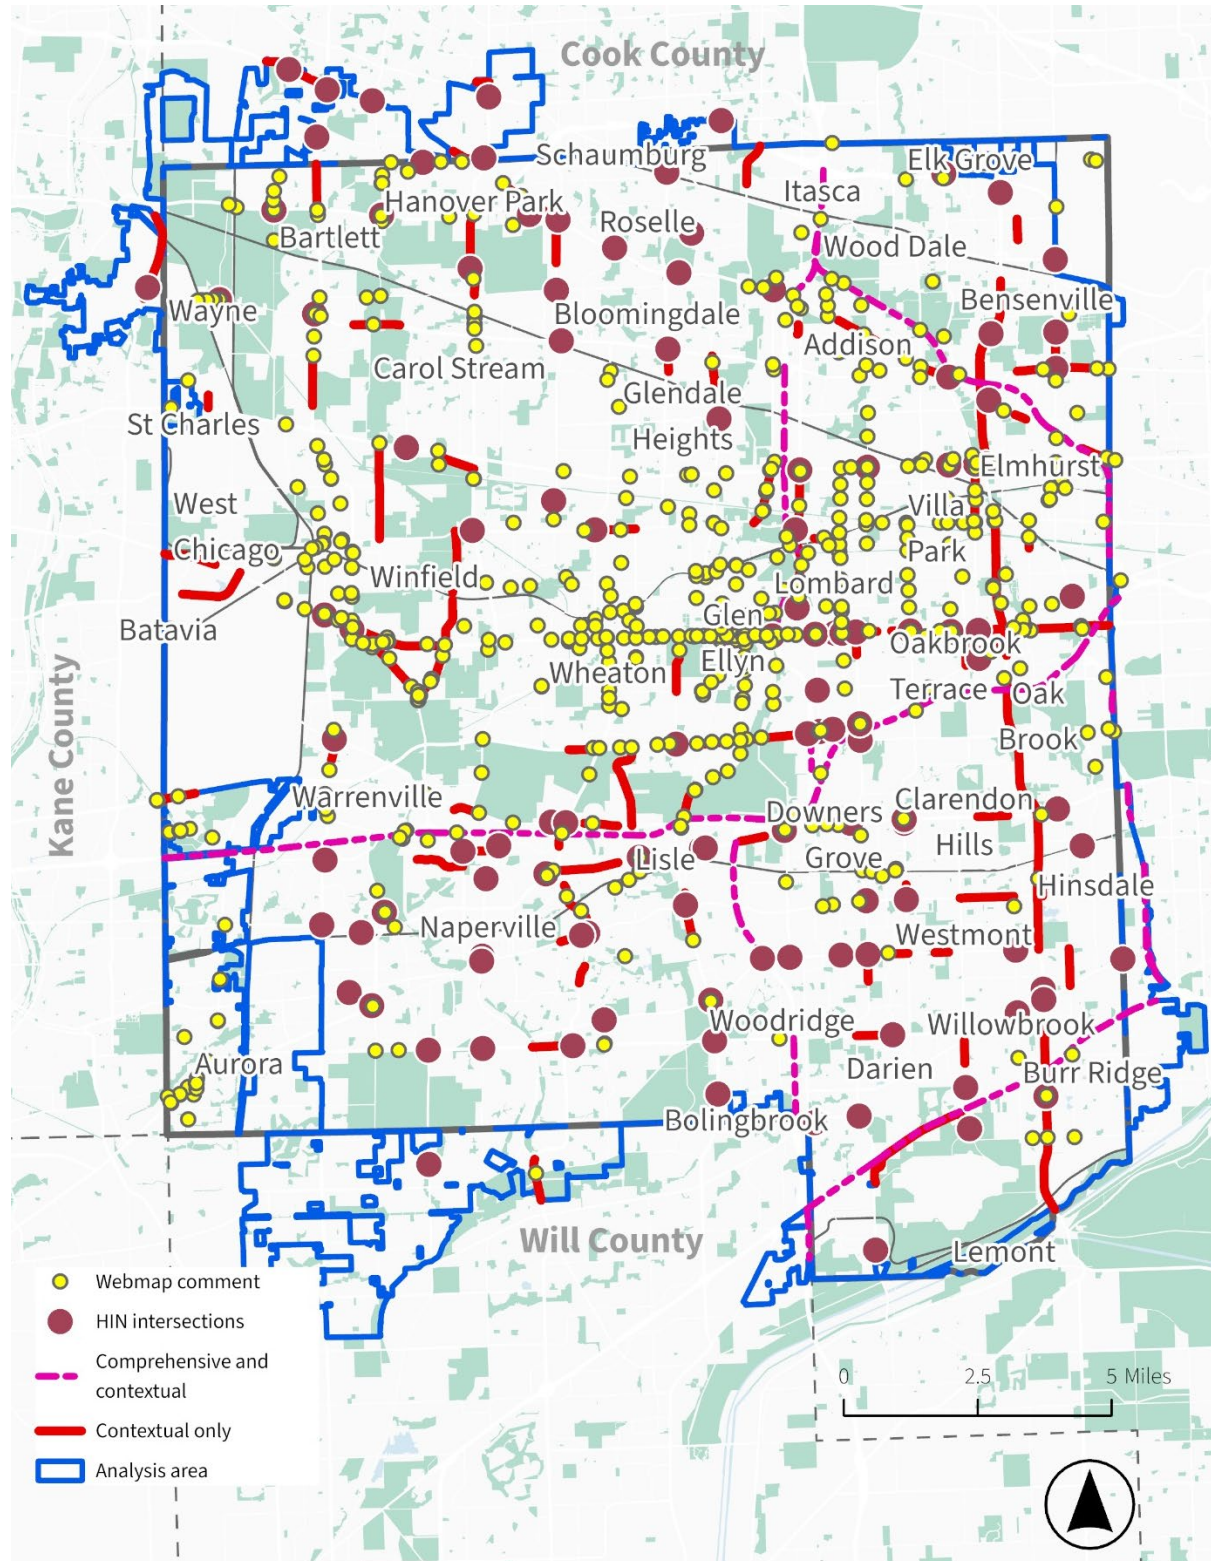 Cook County
Schaumburg
Elk Grove
Itasca
Hanover Park
Roselle
Bartlett
Wood Dale
Wayne
Bensenville
Bloomingdale
Addison
Carol Stream
Glendale
Heights
St Charles
Elmhurst
West
Chicago
Villa
Park
Winfield
Lombard
Glen
Ellyn
Batavia
Oakbrook
Terrace
Wheaton
Oak
Brook
Kane County
Warrenville
Downers
Grove
Clarendon
Hills
Lisle
Hinsdale
Naperville
Westmont
Woodridge
Willowbrook
Aurora
Darien
Burr Ridge
Bolingbrook
Will County
Lemont
Webmap comment
HIN intersections
Comprehensive and
contextual
Contextual only
Analysis area
0 2.5 5 Miles